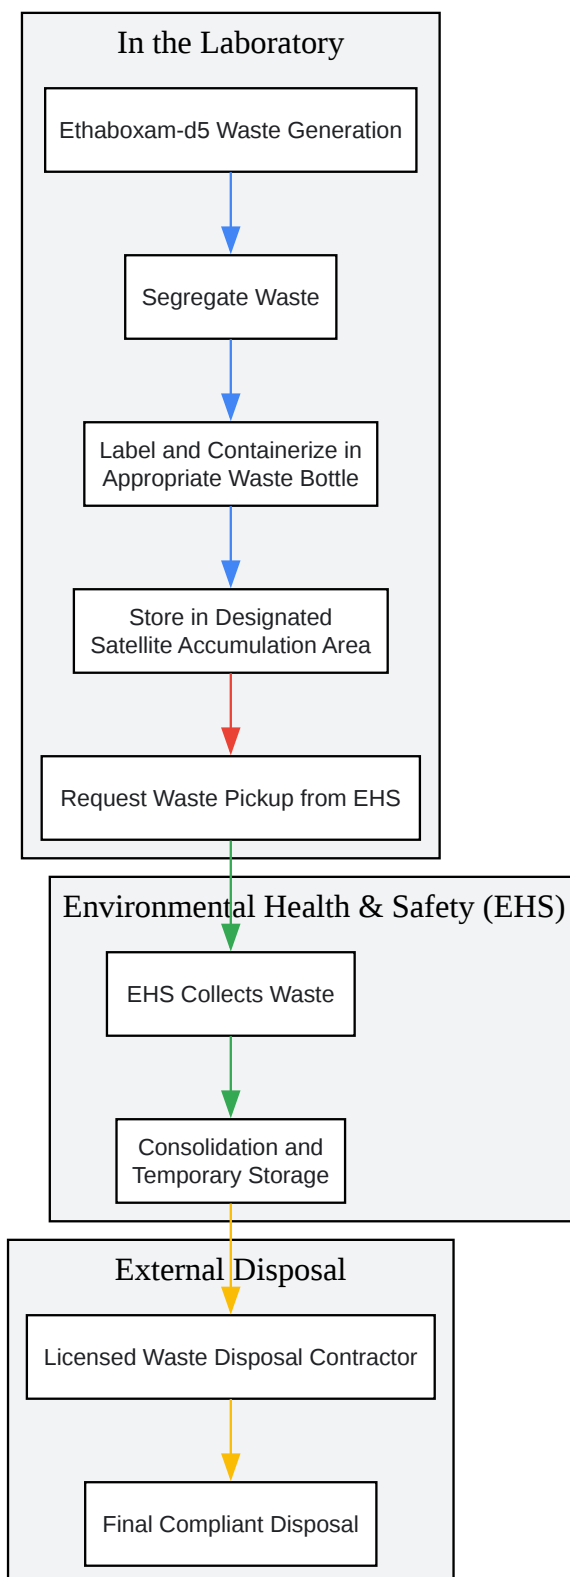 In the Laboratory
Ethaboxam-d5 Waste Generation
Segregate Waste
Label and Containerize in
Appropriate Waste Bottle
Store in Designated
Satellite Accumulation Area
Request Waste Pickup from EHS
Environmental Health & Safety (EHS)
EHS Collects Waste
Consolidation and
Temporary Storage
External Disposal
Licensed Waste Disposal Contractor
Final Compliant Disposal